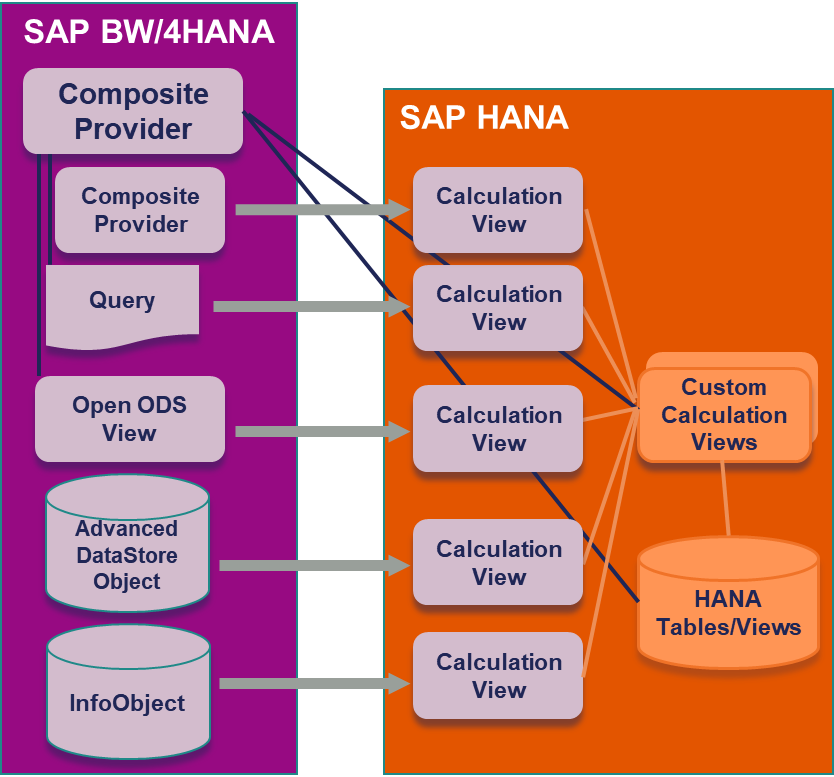 SAP BW/4HANA
Composite
Provider
Composite
Provider
Query
Open ODS
View
Advanced
DataStore
Object
InfoObject
SAP HANA
Calculation
View
Calculation
View
Calculation
View
Calculation
View
Calculation
View
Custom
Calculation
Views
HANA
Tables/Views